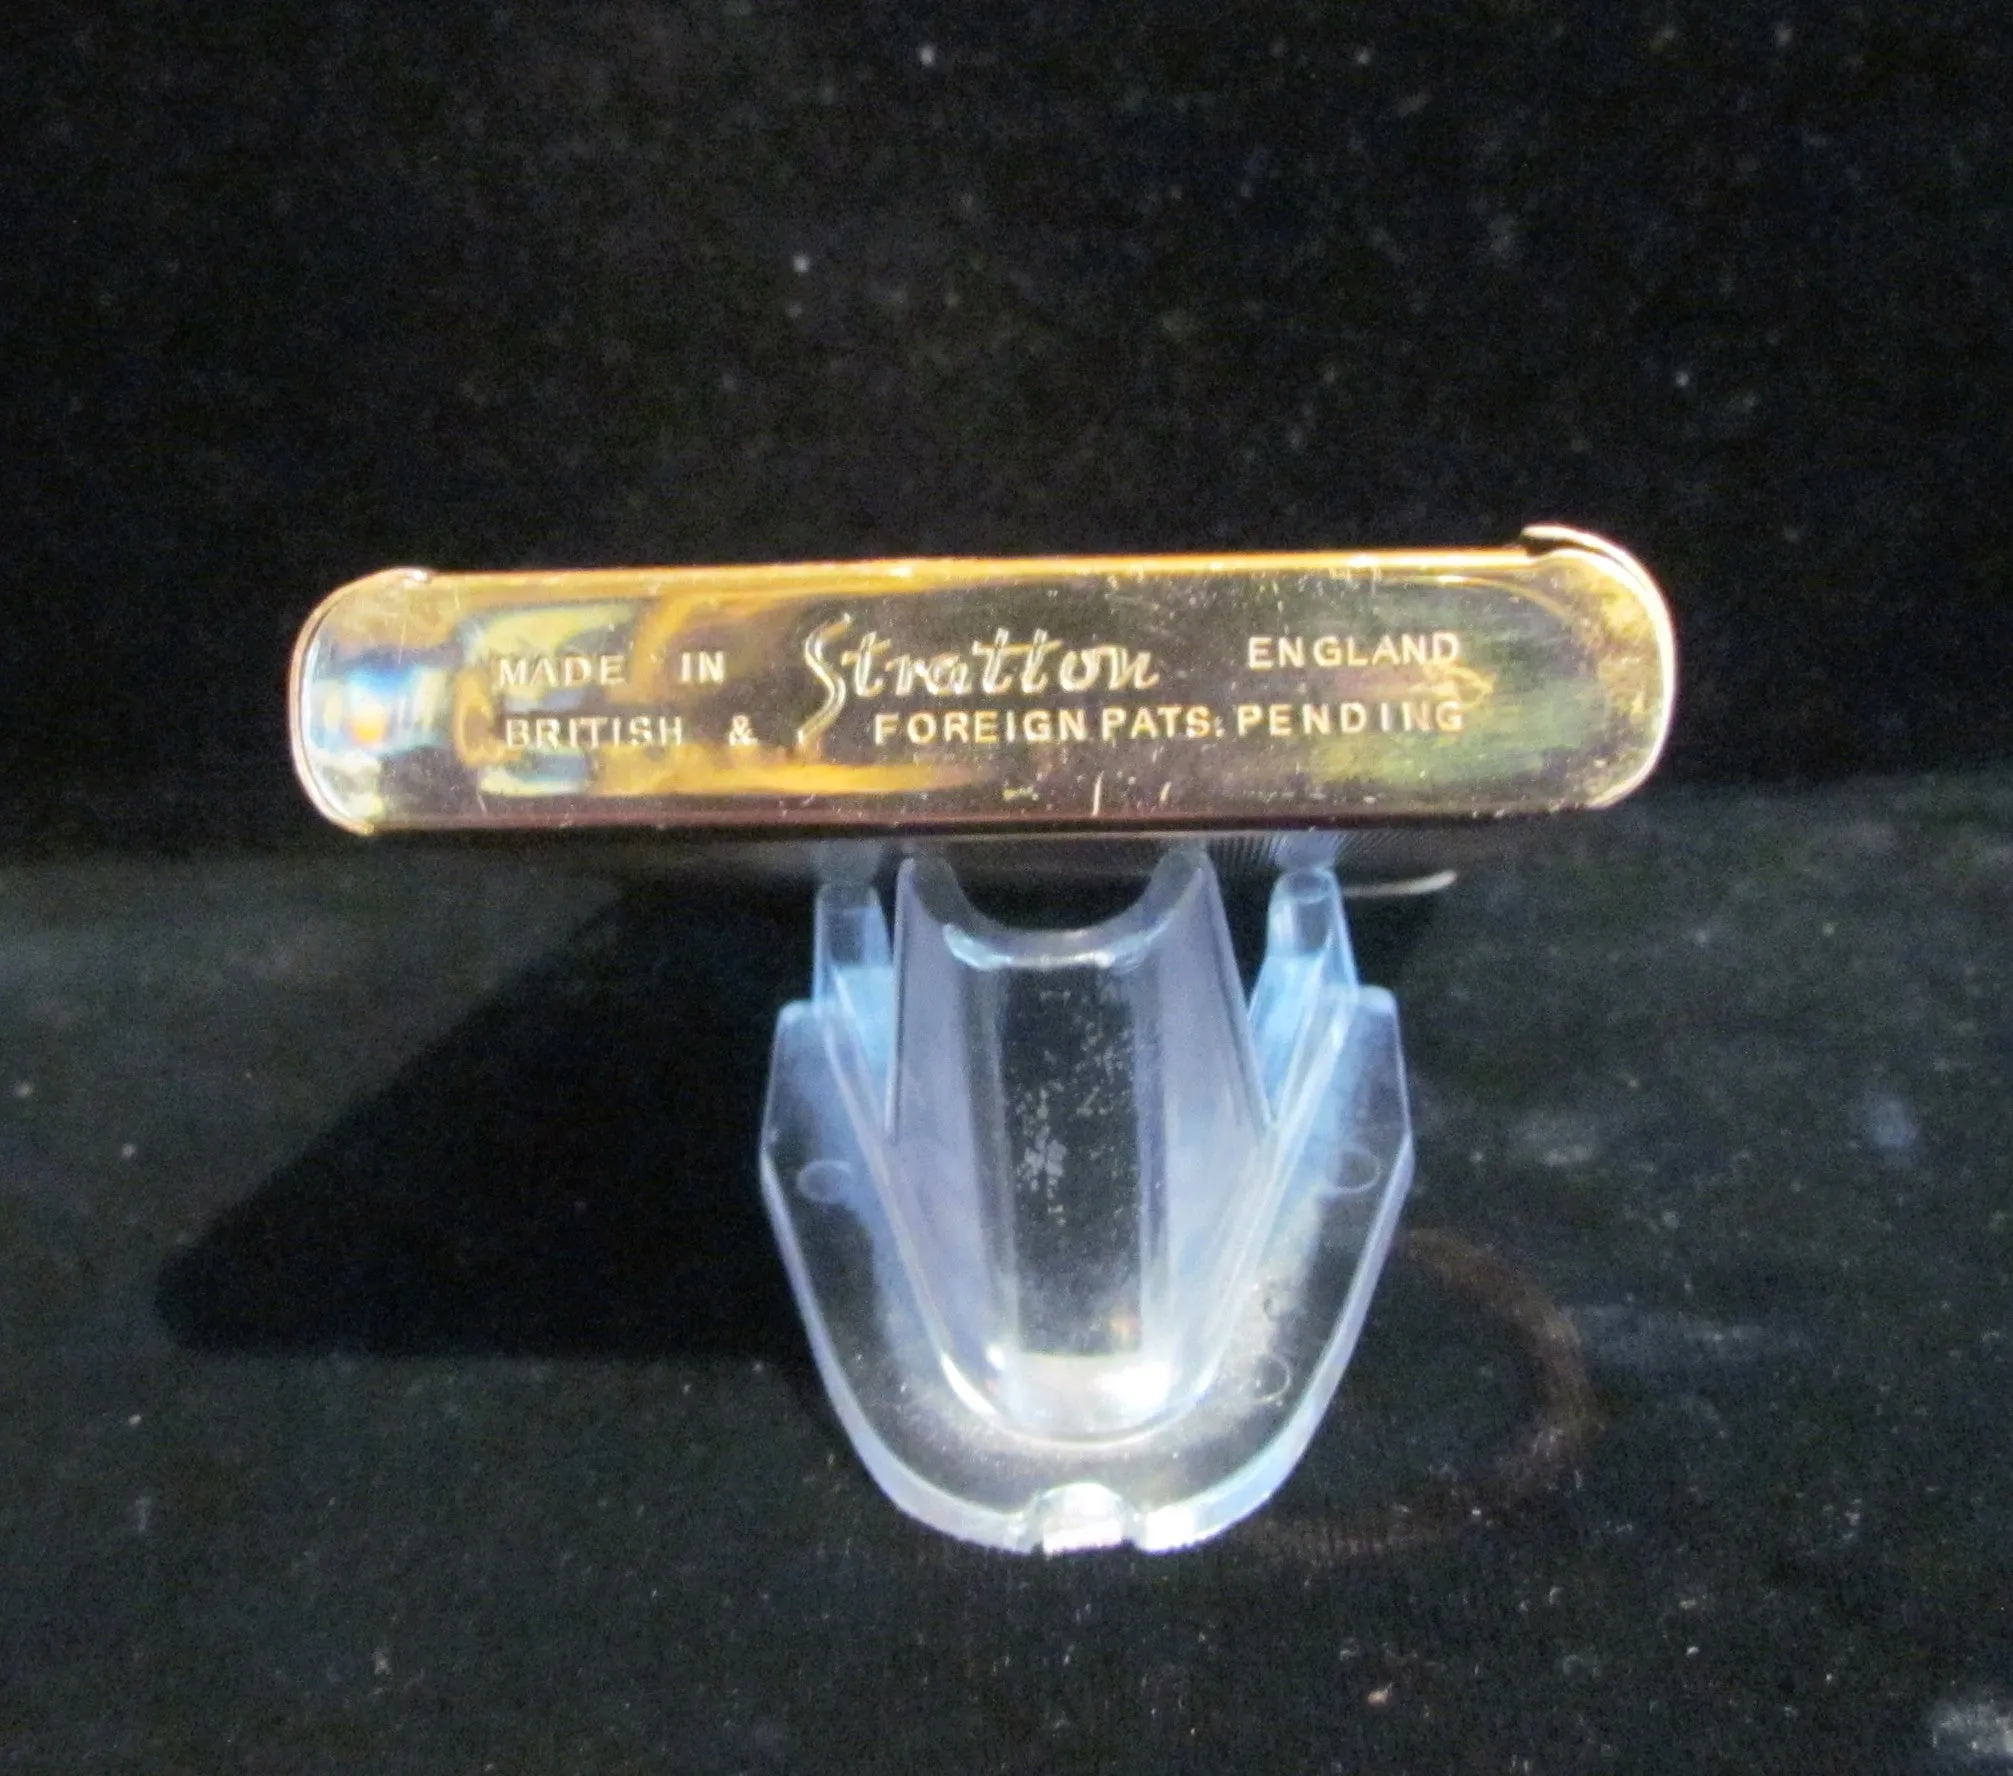 MADE IN Stratton ENGLAND
BRITISH & FOREIGN PATS: PENDING